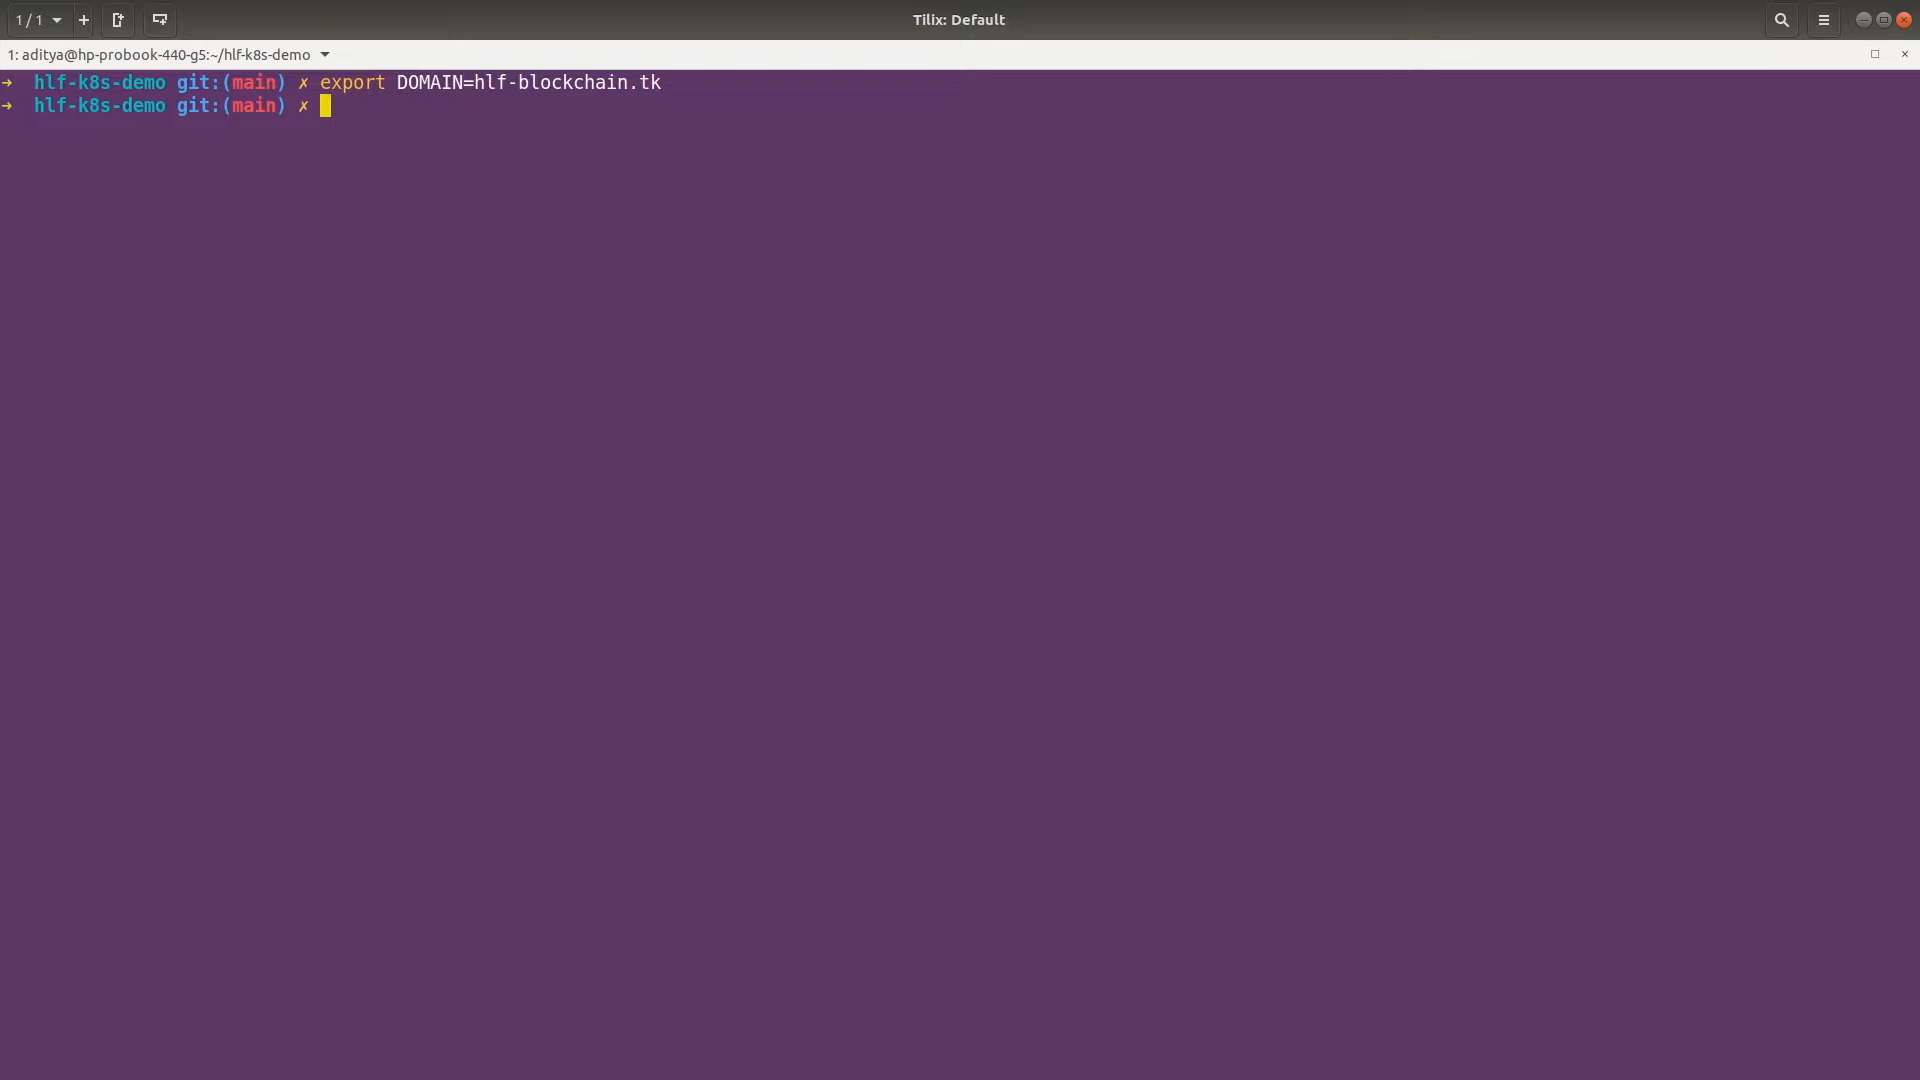 1 / 1
Tilix: Default
1: aditya@hp-probook-440-g5:~/hlf-k8s-demo
➜ hlf-k8s-demo git:(main) ✗ export DOMAIN=hlf-blockchain.tk
➜ hlf-k8s-demo git:(main) ✗